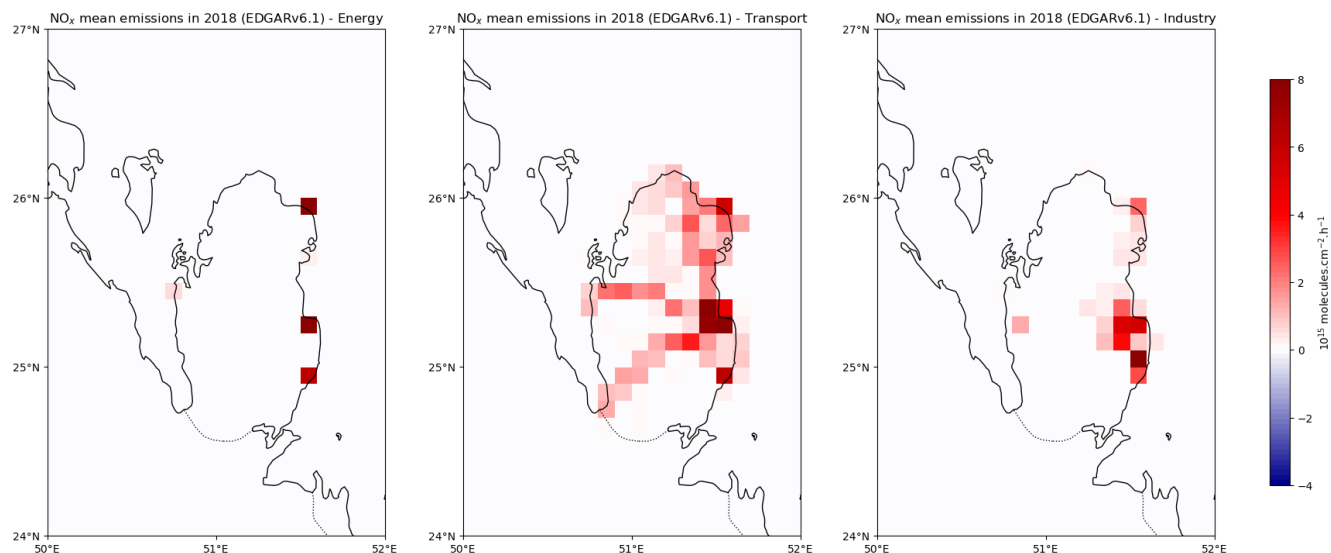 NOₓ mean emissions in 2018 (EDGARv6.1) - Energy
NOₓ mean emissions in 2018 (EDGARv6.1) - Transport
NOₓ mean emissions in 2018 (EDGARv6.1) - Industry
27°N
26°N
25°N
24°N
50°E
51°E
52°E
27°N
26°N
25°N
24°N
50°E
51°E
52°E
27°N
26°N
25°N
24°N
50°E
51°E
52°E
8
6
4
2
0
−2
−4
10¹⁵ molecules.cm⁻².h⁻¹